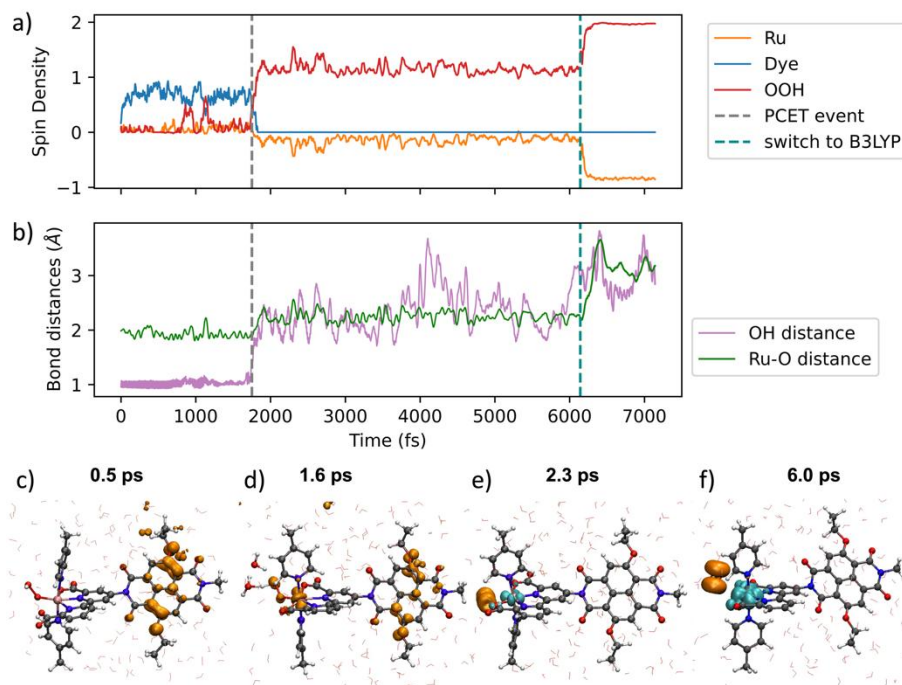 a)
Spin Density
2
1
0
−1
Ru
Dye
OOH
PCET event
switch to B3LYP
b)
Bond distances (Å)
3
2
1
0 1000 2000 3000 4000 5000 6000 7000
Time (fs)
OH distance
Ru-O distance
c) 0.5 ps
d) 1.6 ps
e) 2.3 ps
f) 6.0 ps